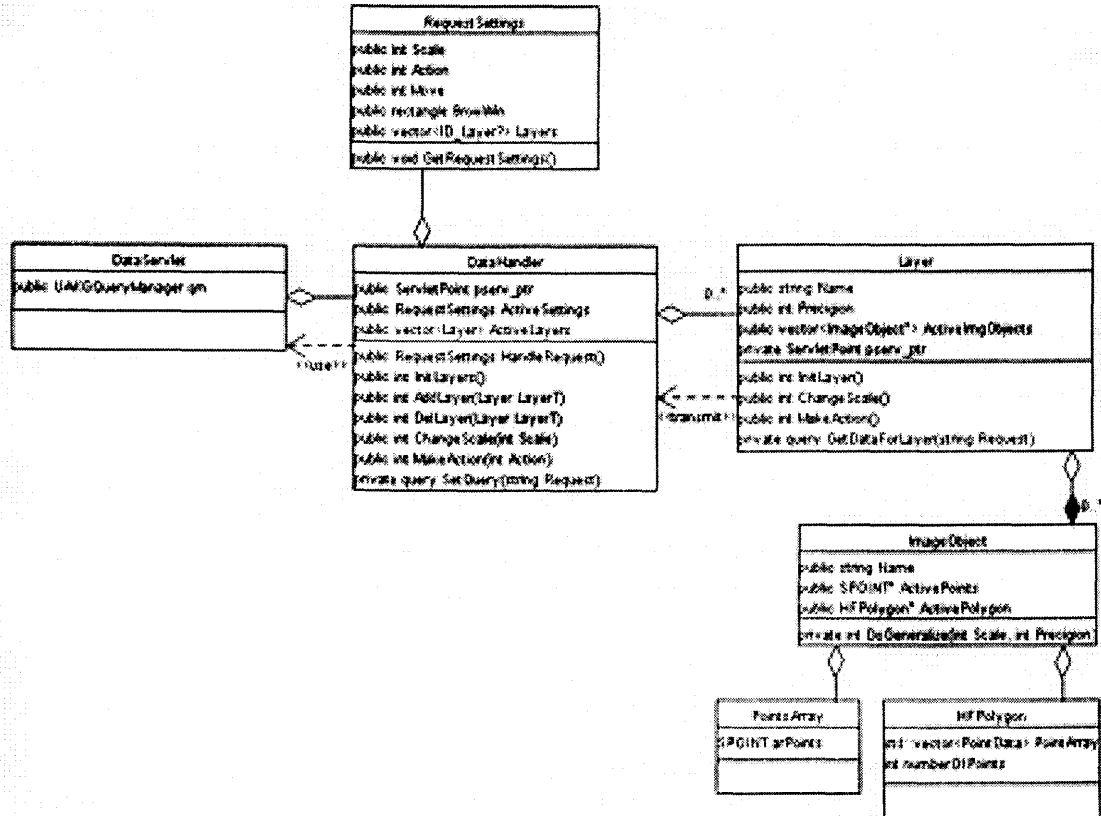 Request Settings
public int Scale
public int Action
public int Move
public rectangle BrowWin
public vector<ID_Layer?> Layers
public void GetRequestSettings()
DataServlet
public UAKGQueryManager qm
DataHandler
public ServletPoint pserv_ptr
public RequestSettings ActiveSettings
public vector<Layer> ActiveLayers
public RequestSettings HandleRequest()
public int InitLayers()
public int AddLayer(Layer LayerT)
public int DelLayer(Layer LayerT)
public int ChangeScale(int Scale)
public int MakeAction(int Action)
private query SetQuery(string Request)
<<use>>
0..*
<<transmit>>
Layer
public string Name
public int Precigion
public vector<ImageObject*> ActiveImgObjects
private ServletPoint pserv_ptr
public int InitLayer()
public int ChangeScale()
public int MakeAction()
private query GetDataForLayer(string Request)
0..*
ImageObject
public string Name
public SPOINT* ActivePoints
public HFPolygon* ActivePolygon
private int DoGeneralize(int Scale, int Precigion)
PointsArray
SPOINT arPoints
HFPolygon
vector<PointData> PointArray
int numberOfPoints